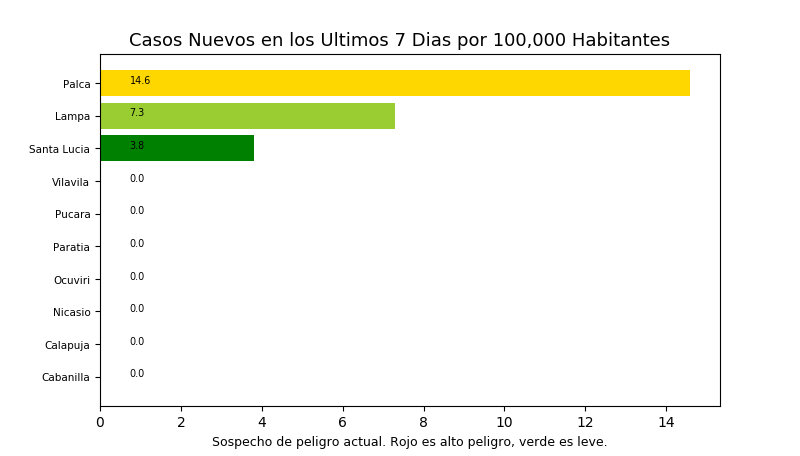 Casos Nuevos en los Ultimos 7 Dias por 100,000 Habitantes
Palca 14.6
Lampa 7.3
Santa Lucia 3.8
Vilavila 0.0
Pucara 0.0
Paratia 0.0
Ocuviri 0.0
Nicasio 0.0
Calapuja 0.0
Cabanilla 0.0
0 2 4 6 8 10 12 14
Sospecho de peligro actual. Rojo es alto peligro, verde es leve.